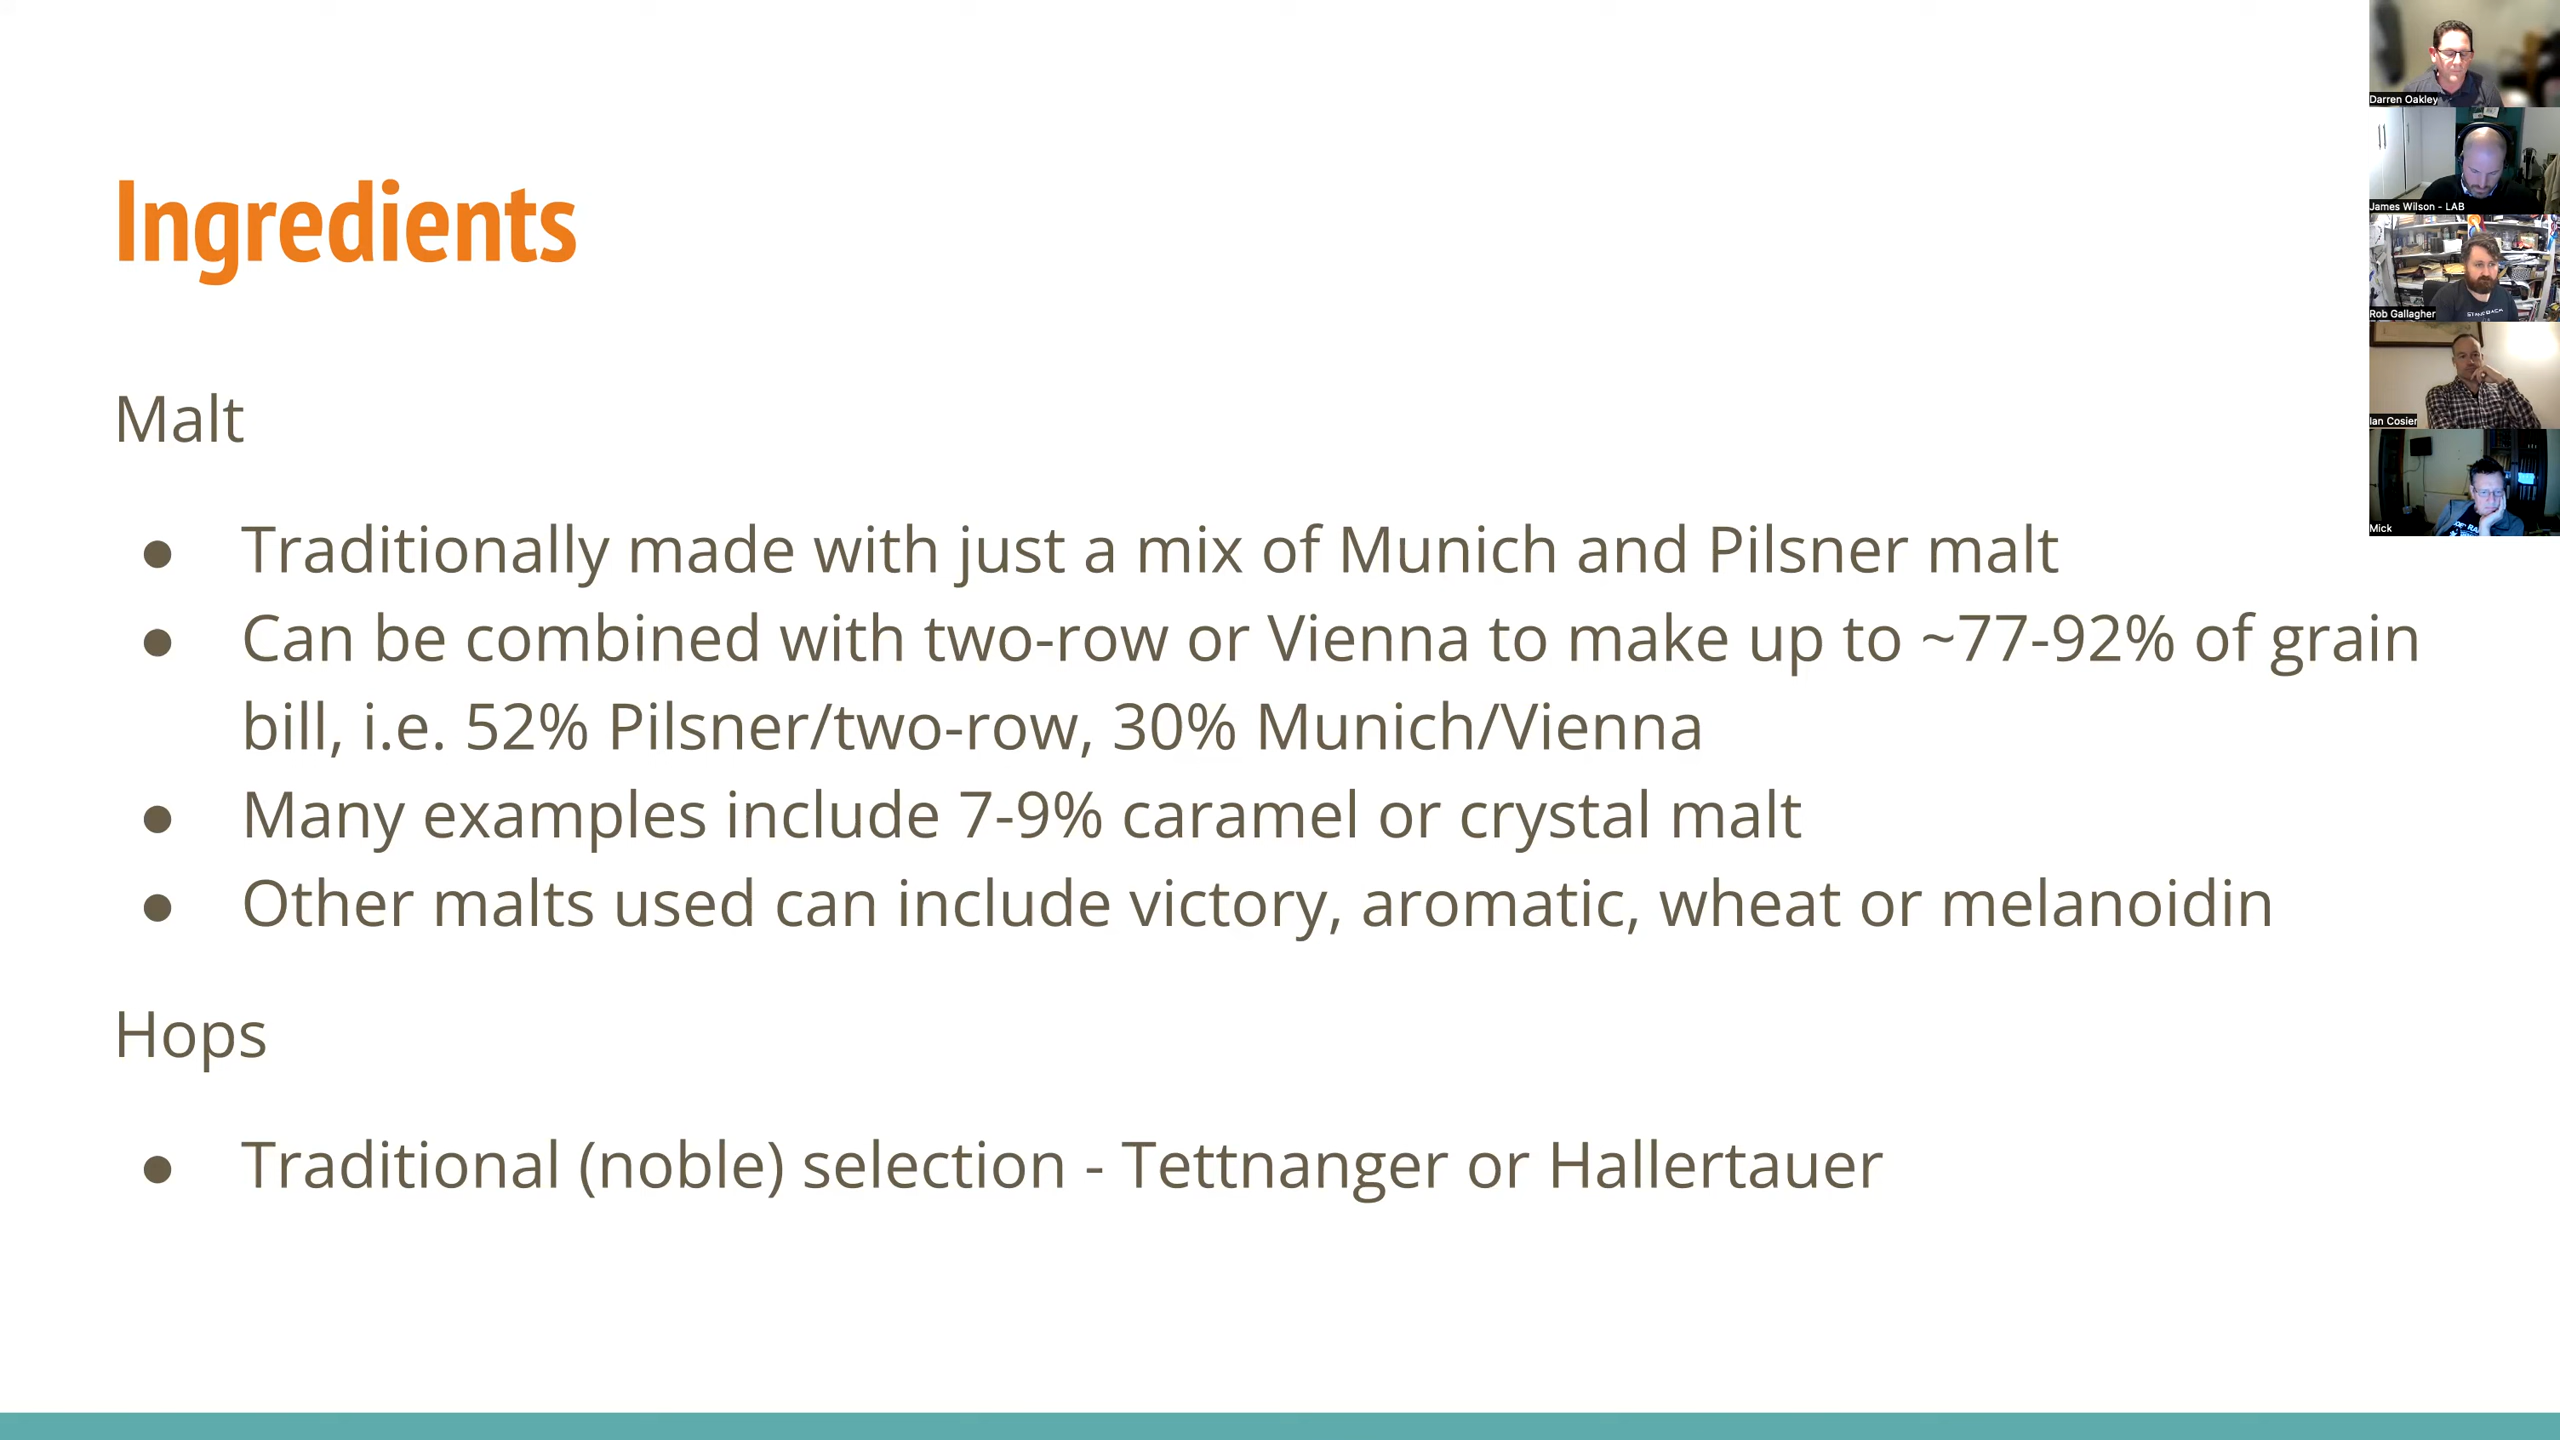 Ingredients
Malt
● Traditionally made with just a mix of Munich and Pilsner malt
● Can be combined with two-row or Vienna to make up to ~77-92% of grain
bill, i.e. 52% Pilsner/two-row, 30% Munich/Vienna
● Many examples include 7-9% caramel or crystal malt
● Other malts used can include victory, aromatic, wheat or melanoidin
Hops
● Traditional (noble) selection - Tettnanger or Hallertauer
Darren Oakley
James Wilson - LAB
Rob Gallagher
Ian Cosier
Mick